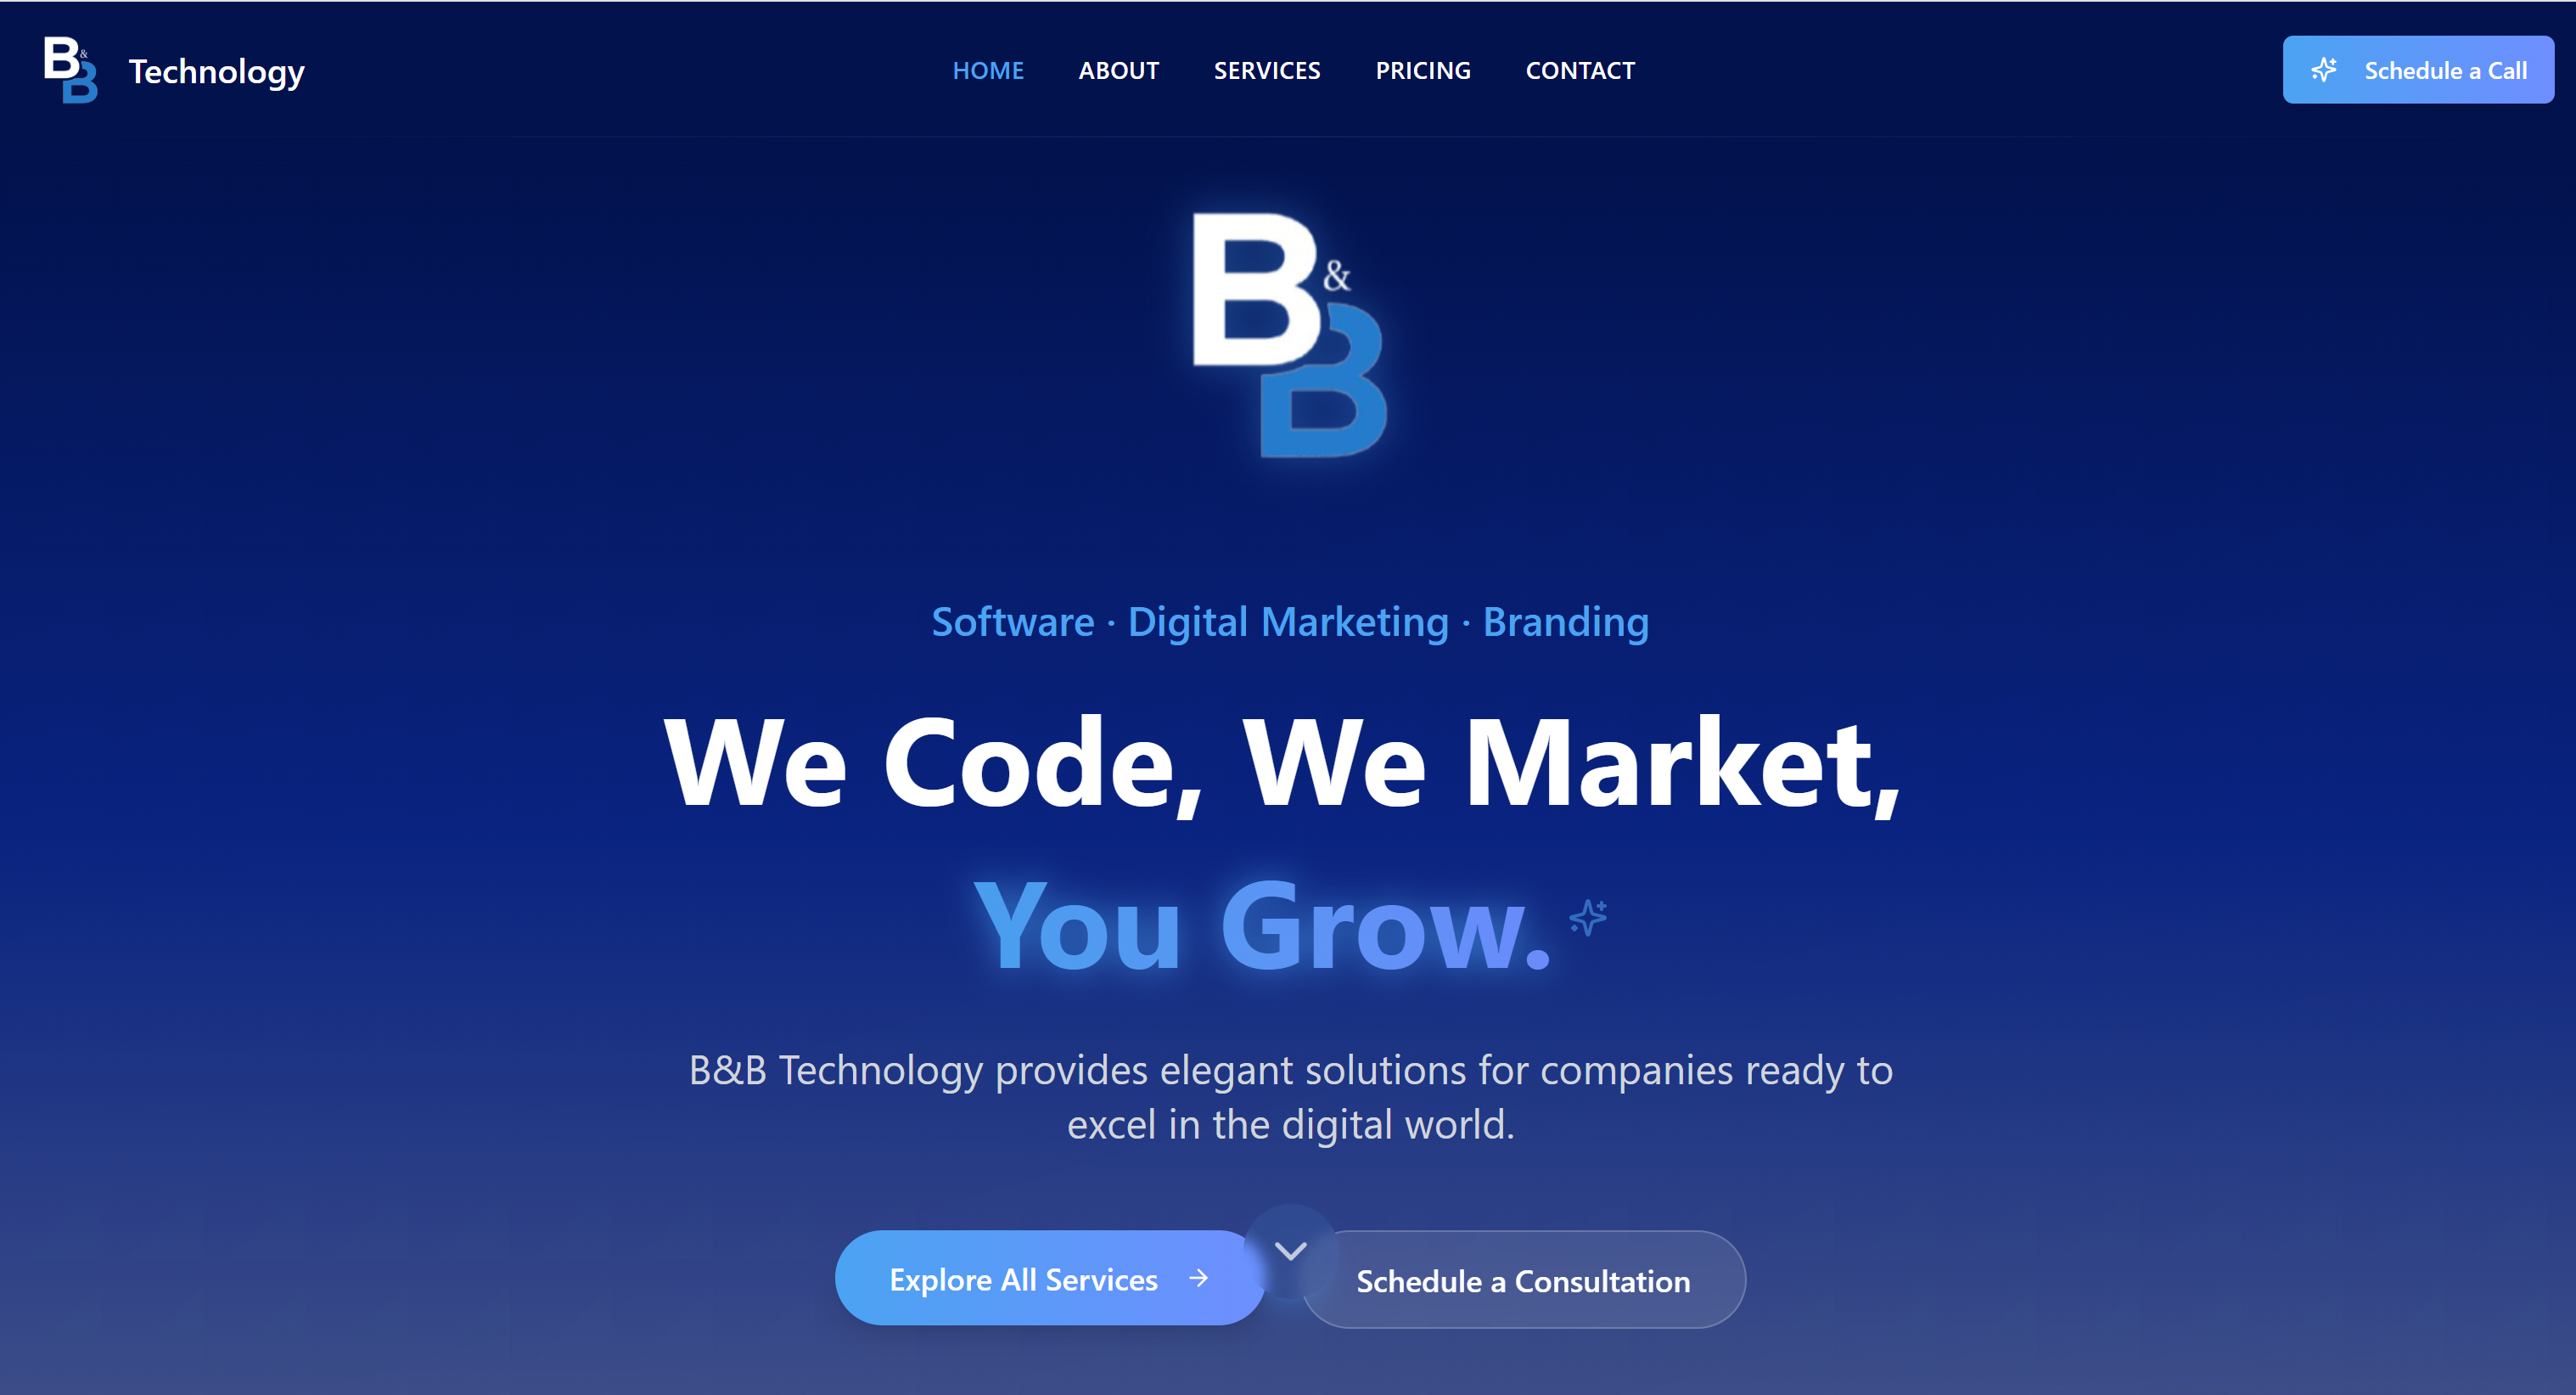 B & B Technology
HOME
ABOUT
SERVICES
PRICING
CONTACT
Schedule a Call
B & B
Software · Digital Marketing · Branding
We Code, We Market,
You Grow.
B&B Technology provides elegant solutions for companies ready to
excel in the digital world.
Explore All Services
Schedule a Consultation